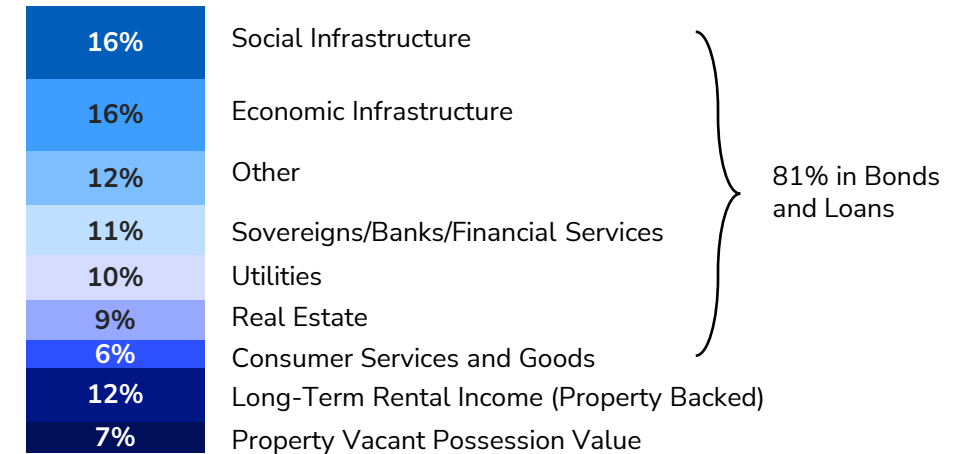 16% Social Infrastructure
16% Economic Infrastructure
12% Other
81% in Bonds
and Loans
11% Sovereigns/Banks/Financial Services
10% Utilities
9% Real Estate
6% Consumer Services and Goods
12% Long-Term Rental Income (Property Backed)
7% Property Vacant Possession Value